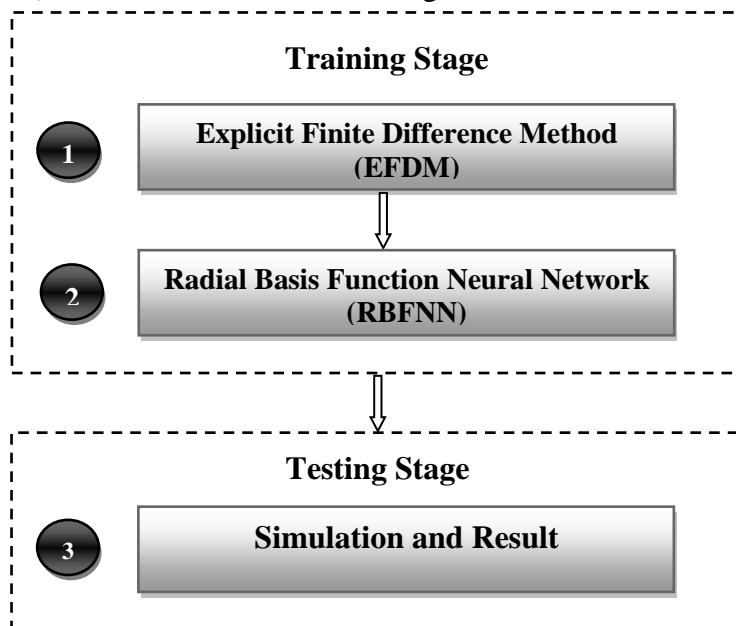 Training Stage
1
Explicit Finite Difference Method
(EFDM)
2
Radial Basis Function Neural Network
(RBFNN)
Testing Stage
3
Simulation and Result